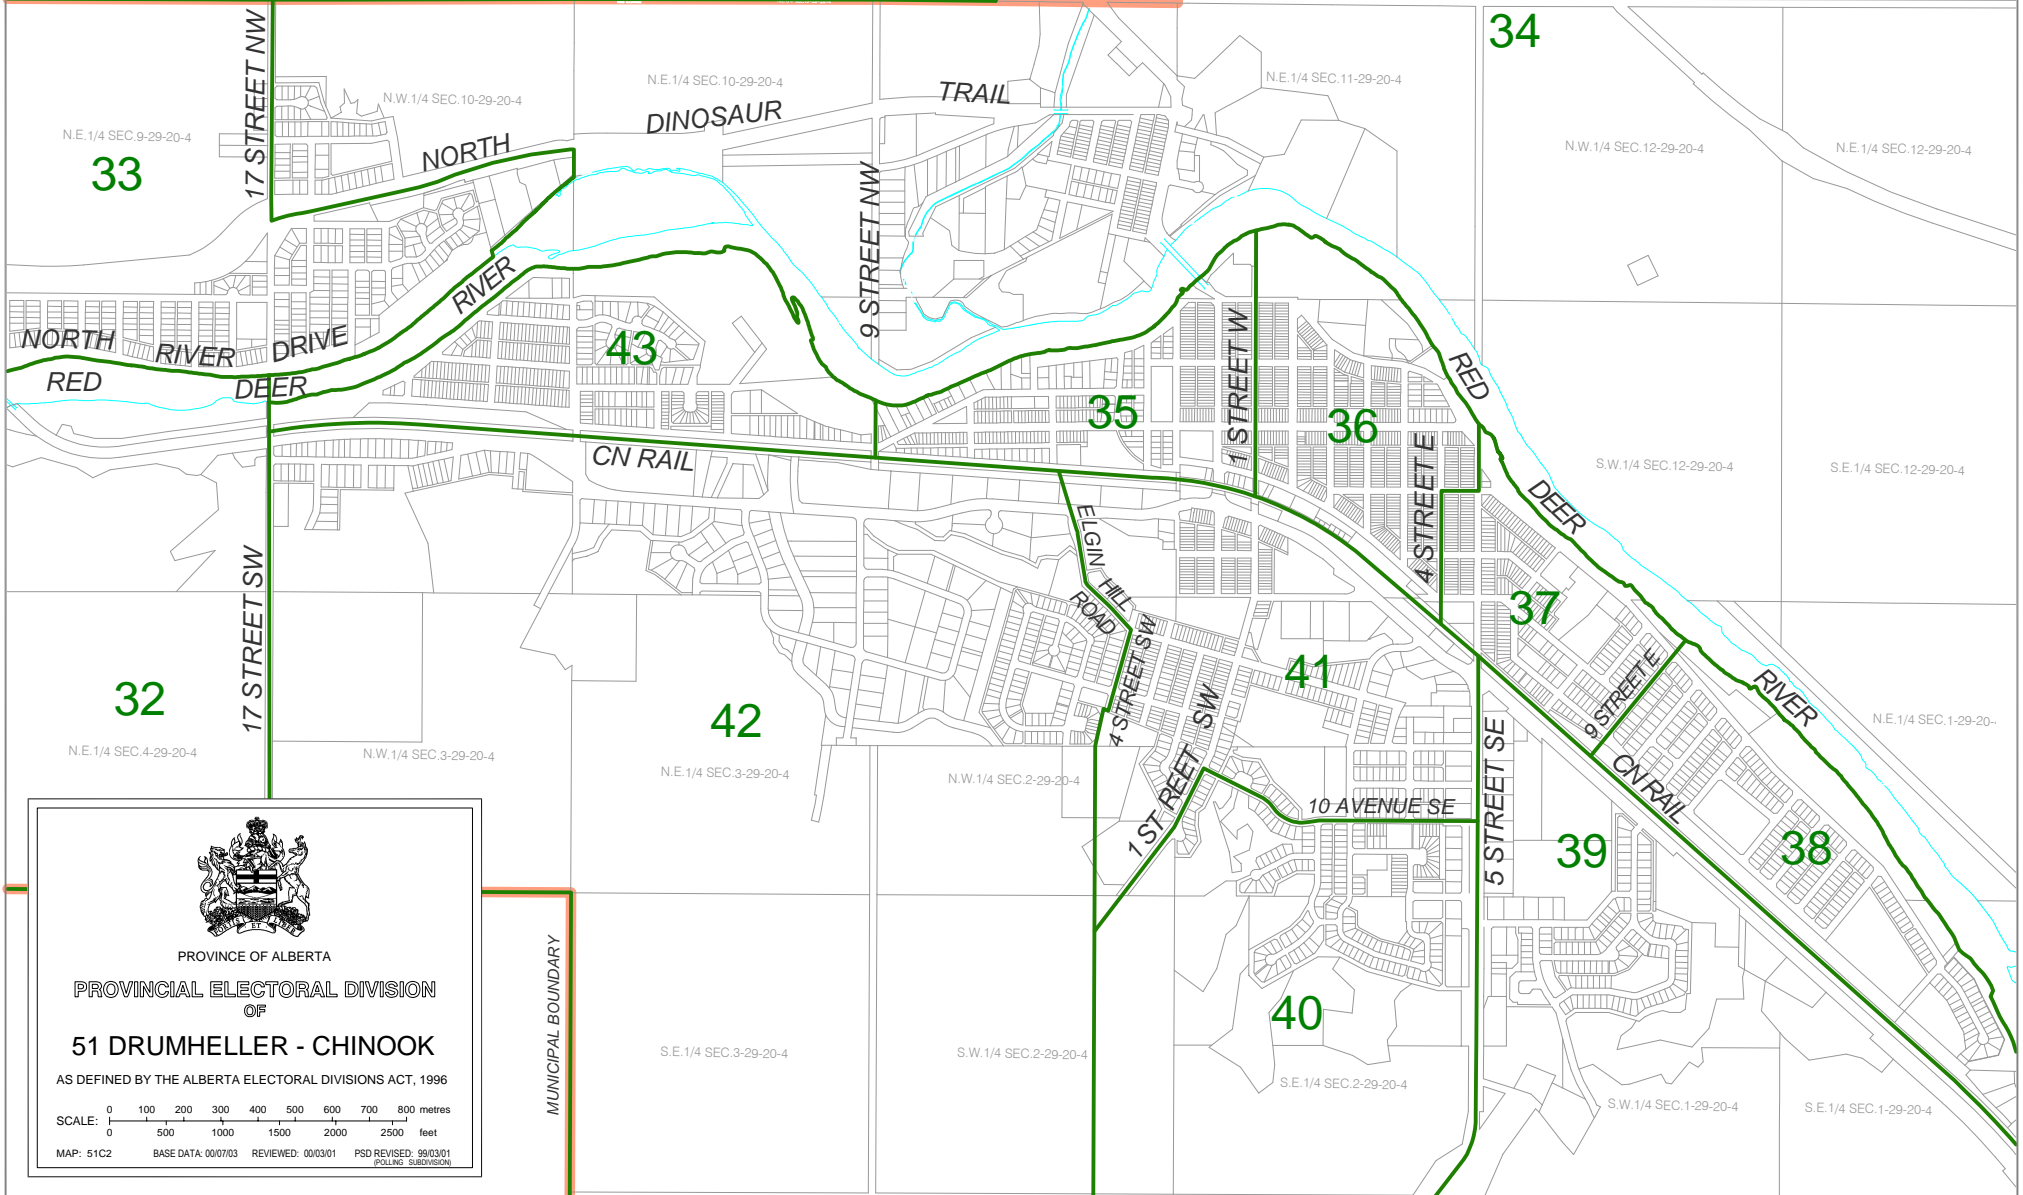 34
17 STREET NW
N.W.1/4 SEC.10-29-20-4
N.E.1/4 SEC.10-29-20-4
N.E.1/4 SEC.11-29-20-4
TRAIL
DINOSAUR
NORTH
N.E.1/4 SEC.9-29-20-4
33
N.W.1/4 SEC.12-29-20-4
N.E.1/4 SEC.12-29-20-4
9 STREET NW
RIVER
NORTH RIVER DRIVE
RED DEER
43
35
1 STREET W
36
RED
DEER
RIVER
4 STREET E
S.W.1/4 SEC.12-29-20-4
S.E.1/4 SEC.12-29-20-4
CN RAIL
ELGIN HILL
ROAD
17 STREET SW
37
32
N.E.1/4 SEC.4-29-20-4
N.W.1/4 SEC.3-29-20-4
42
N.E.1/4 SEC.3-29-20-4
4 STREET SW
41
9 STREET E
N.W.1/4 SEC.2-29-20-4
1 ST REET SW
10 AVENUE SE
5 STREET SE
CN RAIL
N.E.1/4 SEC.1-29-20-
39
38
40
MUNICIPAL BOUNDARY
S.E.1/4 SEC.3-29-20-4
S.W.1/4 SEC.2-29-20-4
S.E.1/4 SEC.2-29-20-4
S.W.1/4 SEC.1-29-20-4
S.E.1/4 SEC.1-29-20-4
PROVINCE OF ALBERTA
PROVINCIAL ELECTORAL DIVISION
OF
51 DRUMHELLER - CHINOOK
AS DEFINED BY THE ALBERTA ELECTORAL DIVISIONS ACT, 1996
0 100 200 300 400 500 600 700 800 metres
SCALE:
0 500 1000 1500 2000 2500 feet
MAP: 51C2 BASE DATA: 00/07/03 REVIEWED: 00/03/01 PSD REVISED: 99/03/01
(POLLING SUBDIVISION)